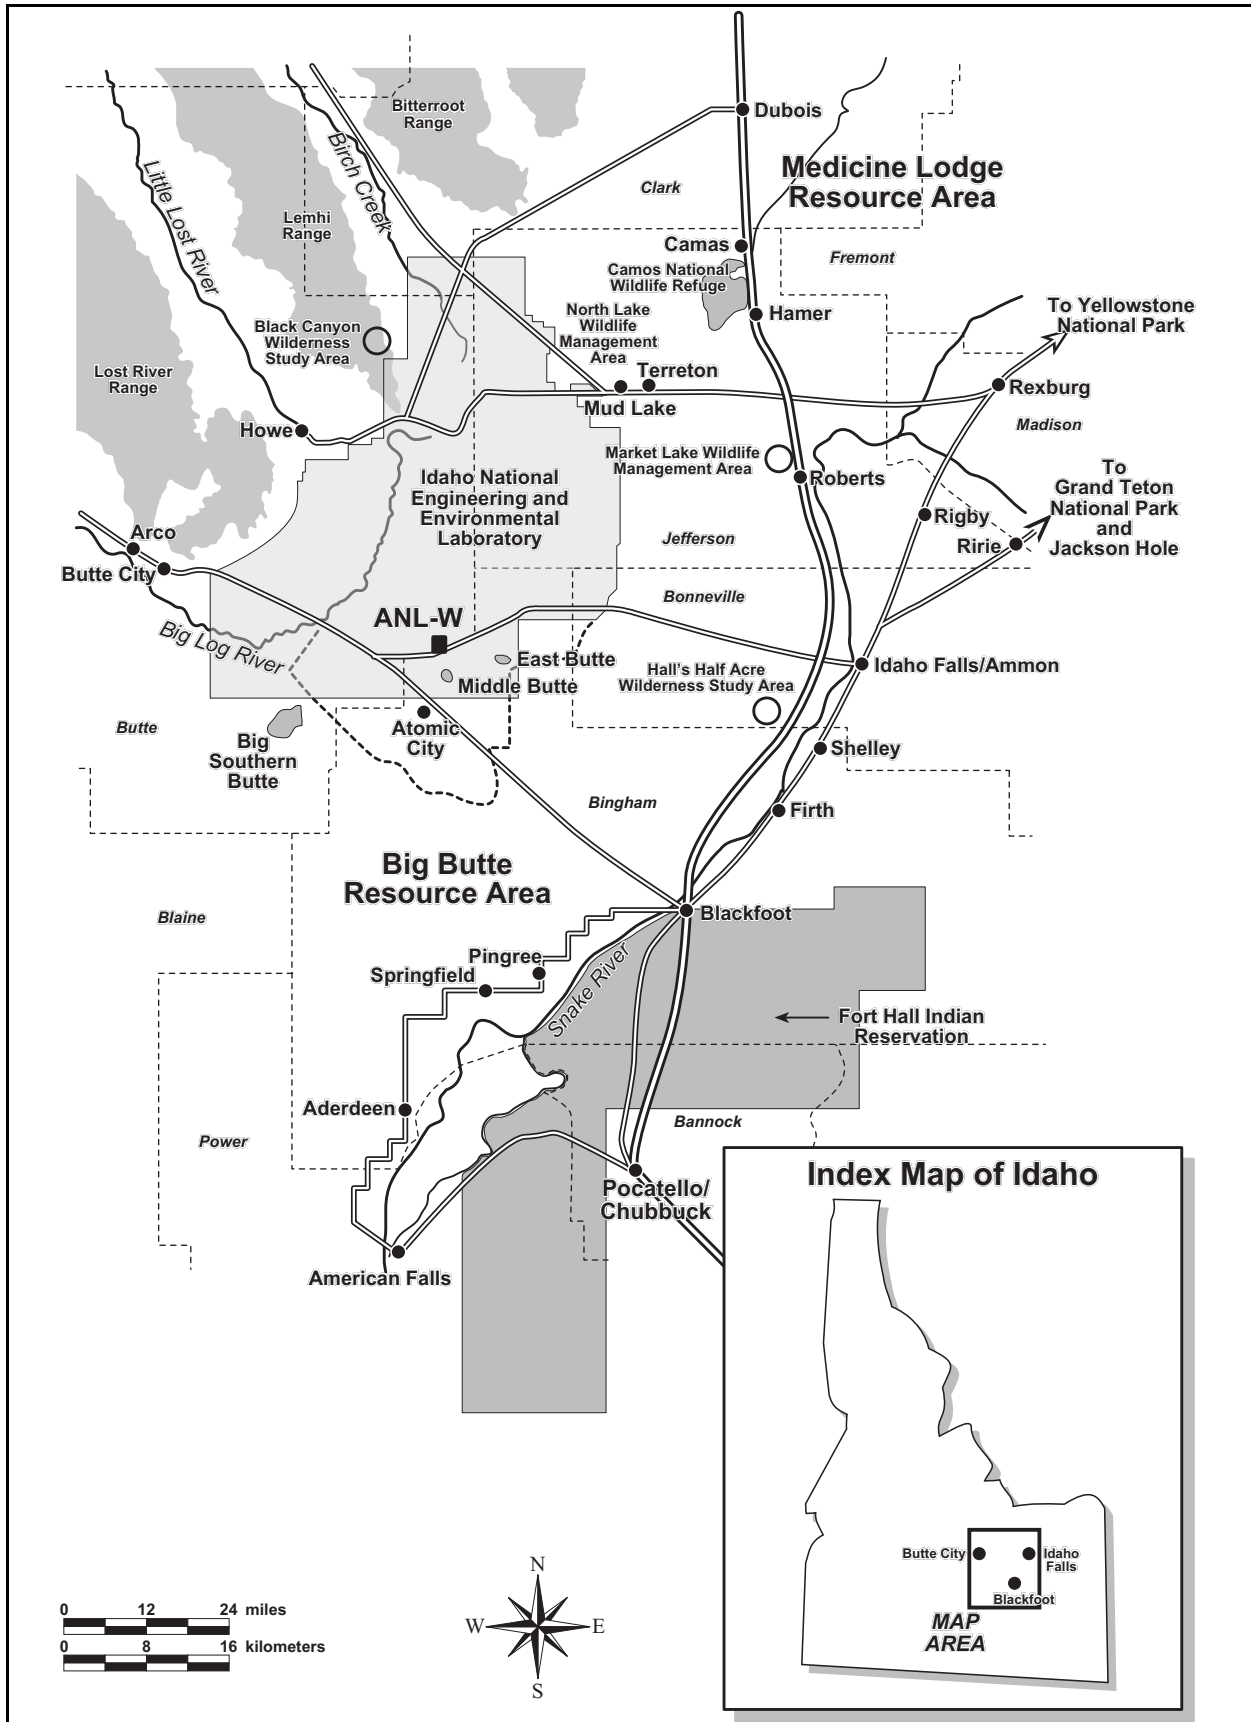 Bitterroot
Range
Dubois
Medicine Lodge
Resource Area
Little Lost River
Birch Creek
Clark
Lemhi
Range
Camas
Fremont
Camos National
Wildlife Refuge
Hamer
To Yellowstone
National Park
Black Canyon
Wilderness
Study Area
North Lake
Wildlife
Management
Area
Terreton
Lost River
Range
Mud Lake
Rexburg
Howe
Madison
Market Lake Wildlife
Management Area
Roberts
Idaho National
Engineering and
Environmental
Laboratory
To
Grand Teton
National Park
and
Jackson Hole
Rigby
Ririe
Arco
Butte City
Jefferson
Bonneville
ANL-W
Big Log River
East Butte
Middle Butte
Hall's Half Acre
Wilderness Study Area
Idaho Falls/Ammon
Butte
Atomic
City
Big
Southern
Butte
Shelley
Bingham
Firth
Big Butte
Resource Area
Blaine
Blackfoot
Pingree
Springfield
Snake River
Fort Hall Indian
Reservation
Aderdeen
Power
Bannock
Pocatello/
Chubbuck
American Falls
Index Map of Idaho
Butte City
Idaho
Falls
Blackfoot
MAP
AREA
0 12 24 miles
0 8 16 kilometers
N
W E
S